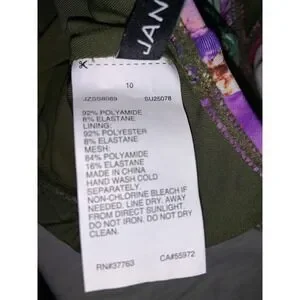 JAN
10
JZSS8069 SU25078
92% POLYAMIDE
8% ELASTANE
LINING:
92% POLYESTER
8% ELASTANE
MESH:
84% POLYAMIDE
16% ELASTANE
MADE IN CHINA
HAND WASH COLD
SEPARATELY.
NON-CHLORINE BLEACH IF
NEEDED. LINE DRY. AWAY
FROM DIRECT SUNLIGHT.
DO NOT IRON. DO NOT DRY
CLEAN.
RN#37763 CA#55972